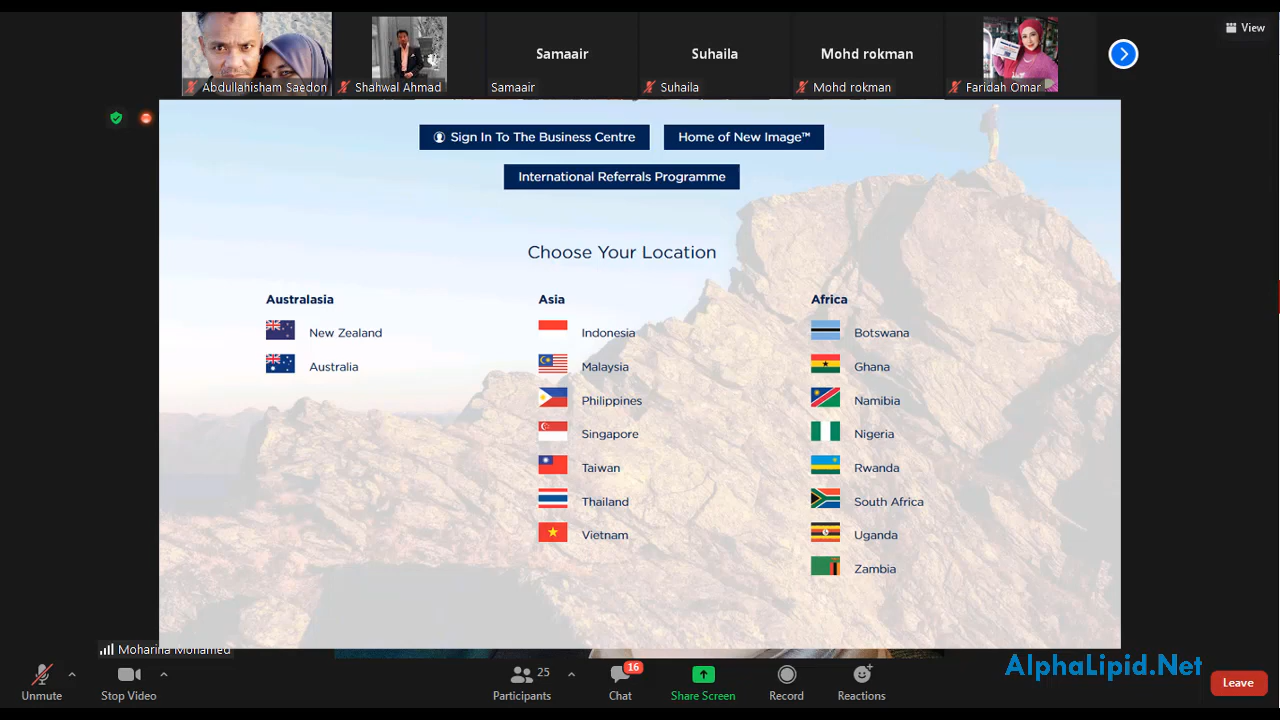 View
Samaair
Suhaila
Mohd rokman
Abdullanisham Saedon
Shahwal Ahmad
Samaair
Suhaila
Mohd rokman
Faridah Omar
Sign In To The Business Centre
Home of New Image™
International Referrals Programme
Choose Your Location
Australasia
New Zealand
Australia
Asia
Indonesia
Malaysia
Philippines
Singapore
Taiwan
Thailand
Vietnam
Africa
Botswana
Ghana
Namibia
Nigeria
Rwanda
South Africa
Uganda
Zambia
Moharina Mohamed
Unmute
Stop Video
25
Participants
16
Chat
Share Screen
Record
Reactions
AlphaLipid.Net
Leave